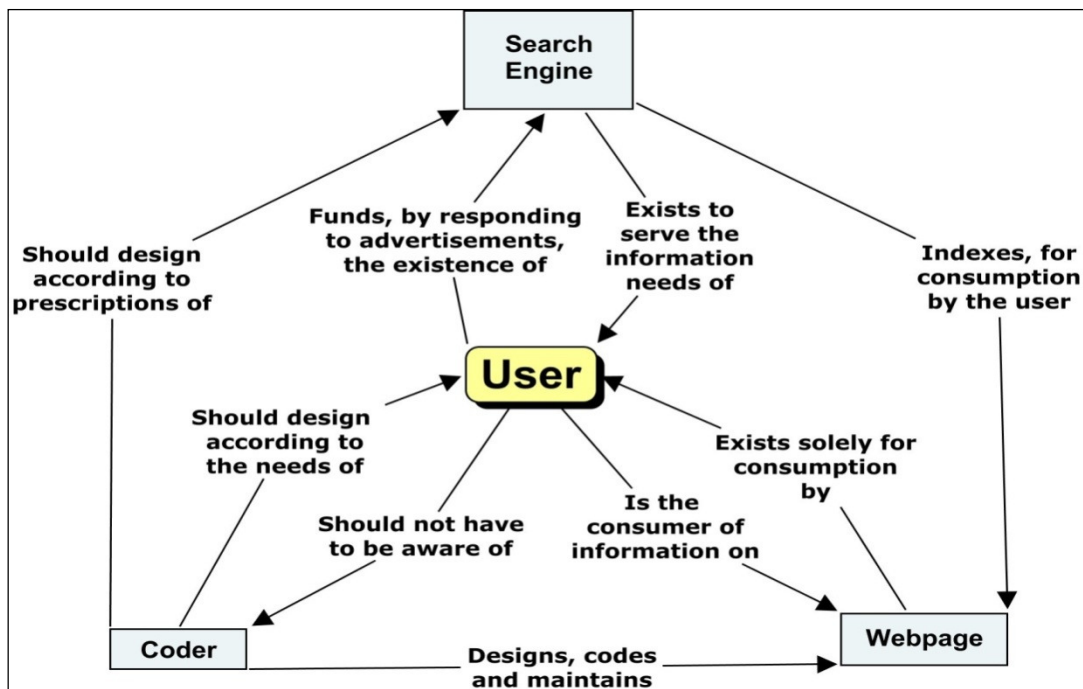 Search
Engine
Funds, by responding
to advertisements,
the existence of
Exists to
serve the
information
needs of
Should design
according to
prescriptions of
Indexes, for
consumption
by the user
User
Should design
according to
the needs of
Exists solely for
consumption
by
Should not have
to be aware of
Is the
consumer of
information on
Coder
Webpage
Designs, codes
and maintains